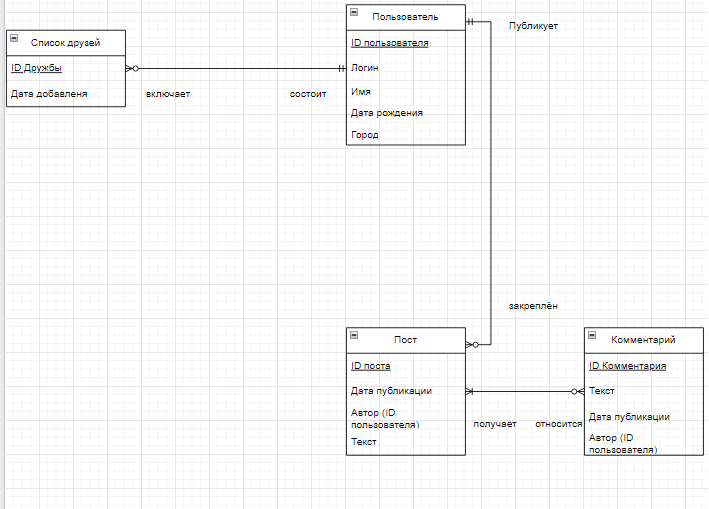 Список друзей
ID Дружбы
Дата добавленя
включает
состоит
Пользователь
ID пользователя
Логин
Имя
Дата рождения
Город
Публикует
закреплён
Пост
ID поста
Дата публикации
Автор (ID
пользователя)
Текст
получает
относится
Комментарий
ID Комментария
Текст
Дата публикации
Автор (ID
пользователя)